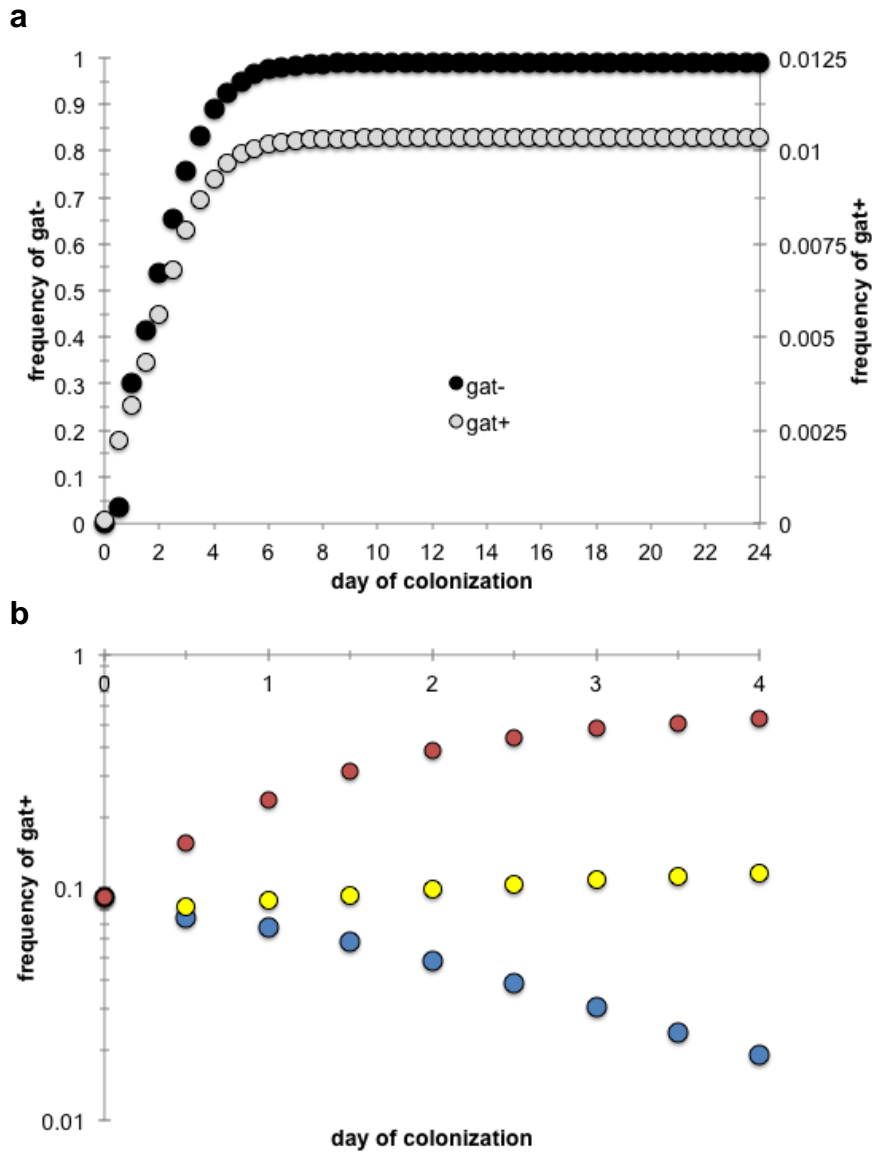 a
1
0.9
0.8
0.7
0.6
0.5
0.4
0.3
0.2
0.1
0
frequency of gat-
0.0125
0.01
0.0075
0.005
0.0025
0
frequency of gat+
gat-
gat+
0 2 4 6 8 10 12 14 16 18 20 22 24
day of colonization
b
1
0.1
0.01
frequency of gat+
0 1 2 3 4
day of colonization